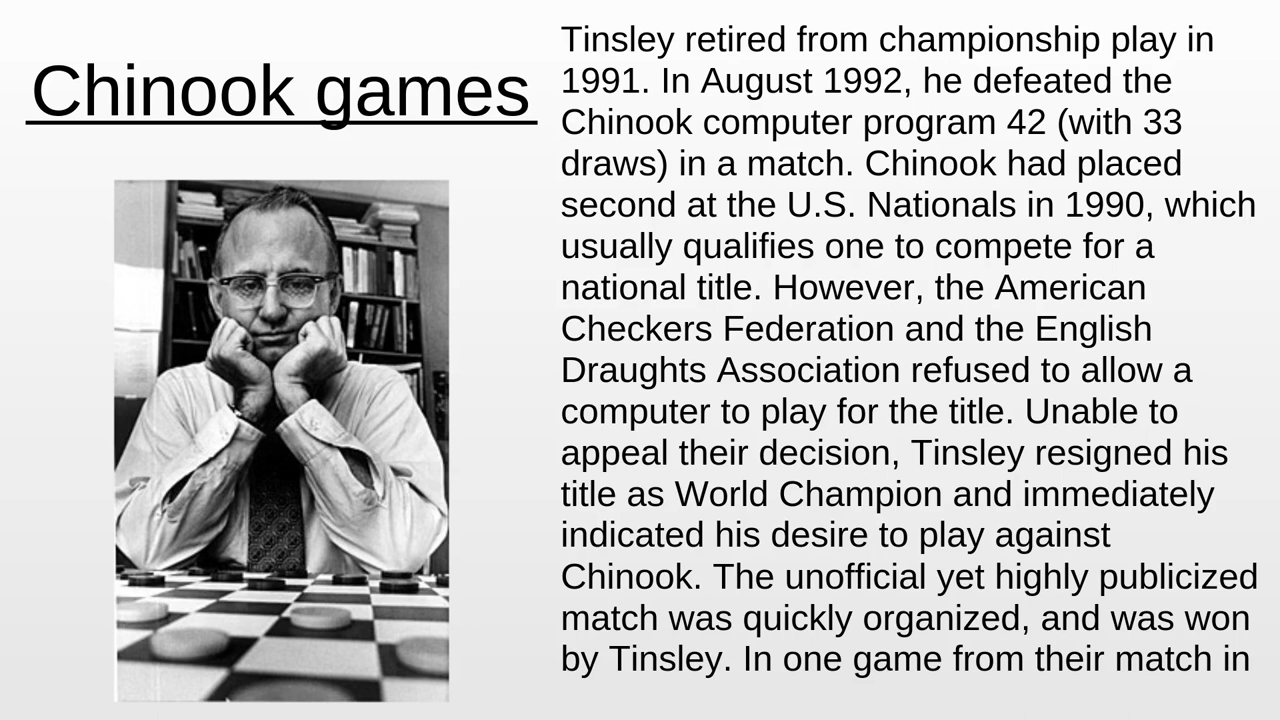 Chinook games
Tinsley retired from championship play in
1991. In August 1992, he defeated the
Chinook computer program 42 (with 33
draws) in a match. Chinook had placed
second at the U.S. Nationals in 1990, which
usually qualifies one to compete for a
national title. However, the American
Checkers Federation and the English
Draughts Association refused to allow a
computer to play for the title. Unable to
appeal their decision, Tinsley resigned his
title as World Champion and immediately
indicated his desire to play against
Chinook. The unofficial yet highly publicized
match was quickly organized, and was won
by Tinsley. In one game from their match in